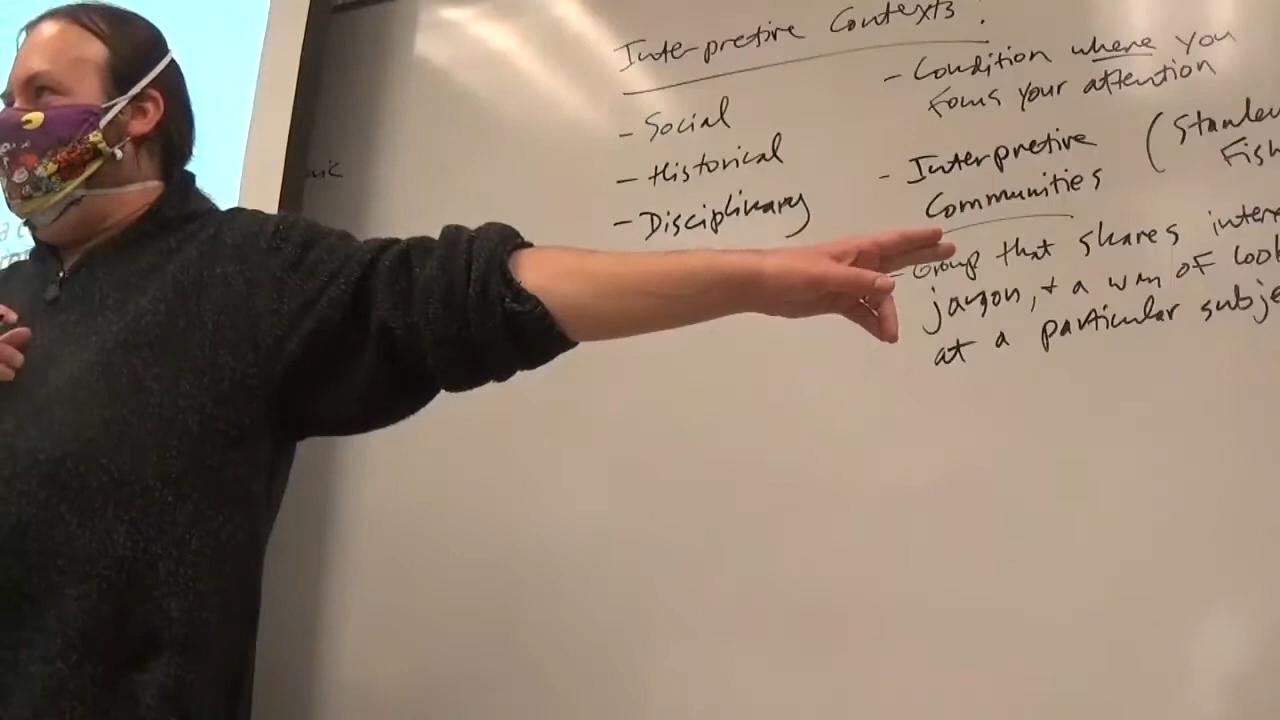 Interpretive Contexts:
- Social
- Historical
- Disciplinary
- Condition where you
focus your attention
- Interpretive
Communities
(Stanley
Fish
- Group that shares
jargon, + a way of
at a particular